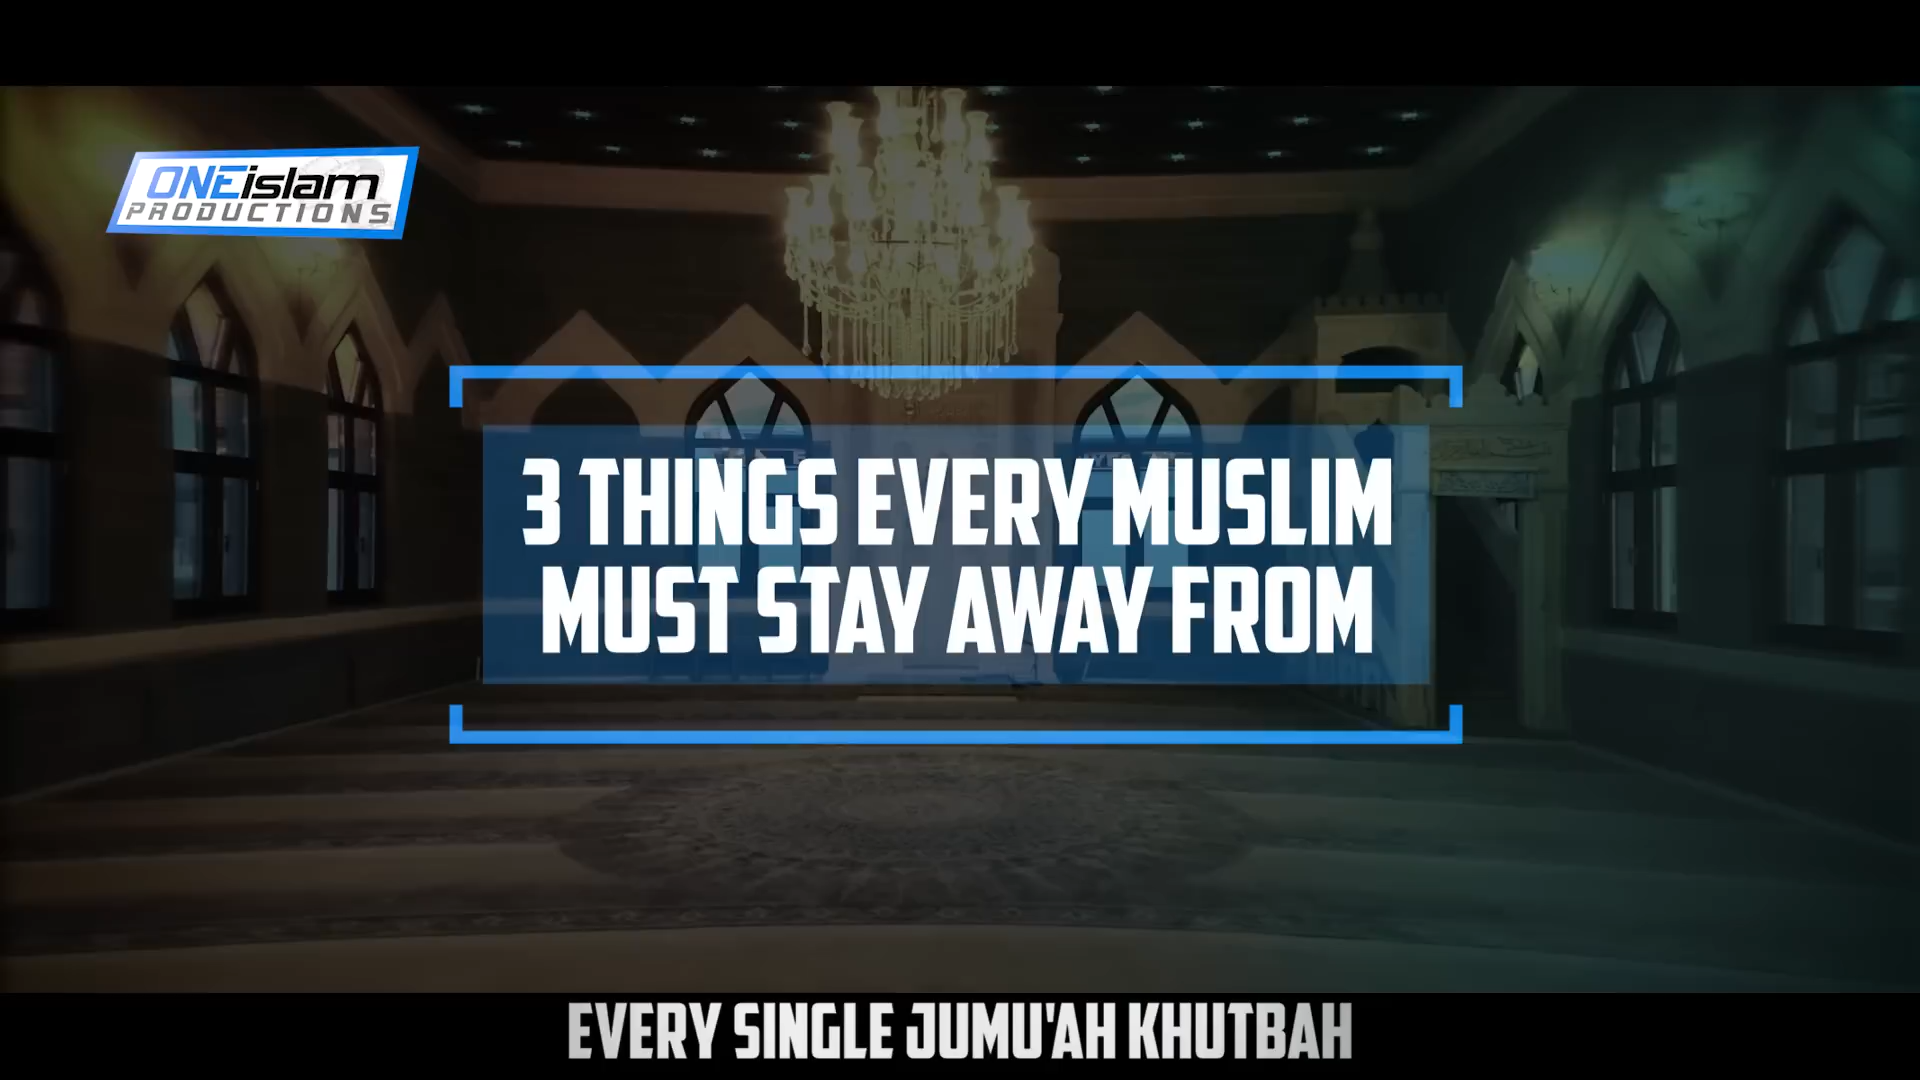 ONEislam
PRODUCTIONS
3 THINGS EVERY MUSLIM
MUST STAY AWAY FROM
EVERY SINGLE JUMU'AH KHUTBAH